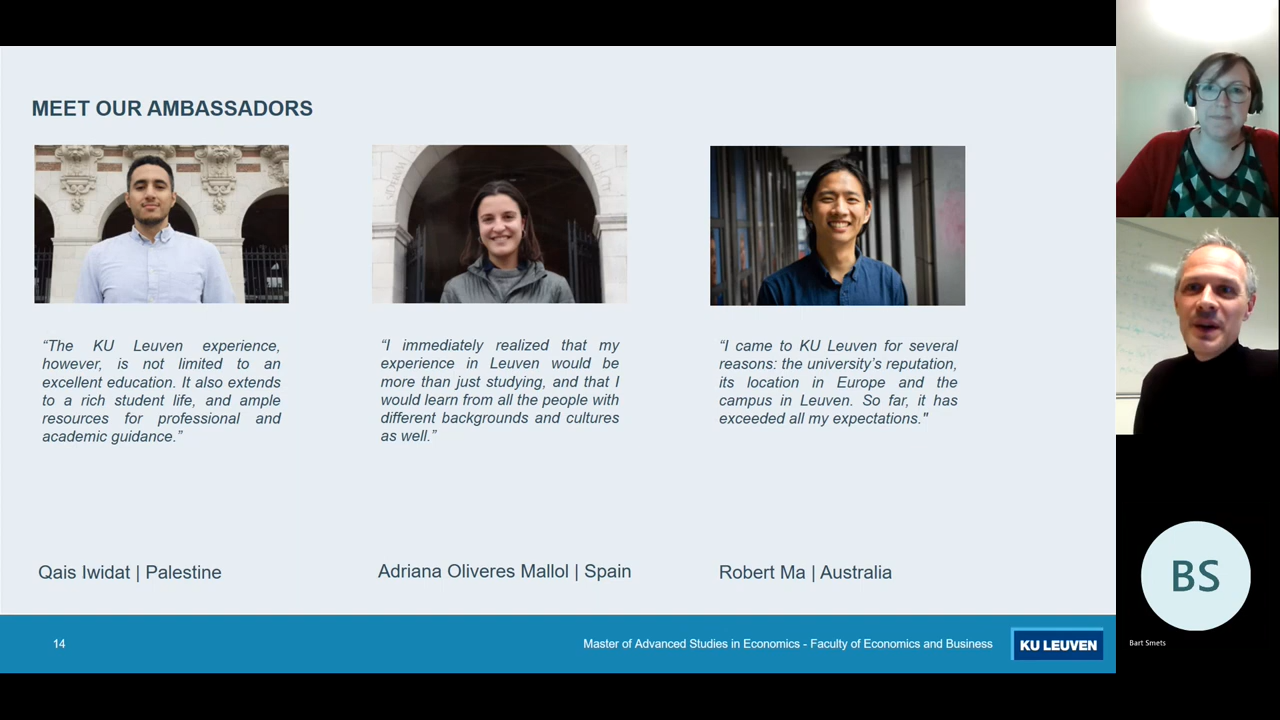 MEET OUR AMBASSADORS
“The KU Leuven experience,
however, is not limited to an
excellent education. It also extends
to a rich student life, and ample
resources for professional and
academic guidance.”
Qais Iwidat | Palestine
“I immediately realized that my
experience in Leuven would be
more than just studying, and that I
would learn from all the people with
different backgrounds and cultures
as well.”
Adriana Oliveres Mallol | Spain
“I came to KU Leuven for several
reasons: the university’s reputation,
its location in Europe and the
campus in Leuven. So far, it has
exceeded all my expectations."
Robert Ma | Australia
14
Master of Advanced Studies in Economics - Faculty of Economics and Business
KU LEUVEN
BS
Bart Smets